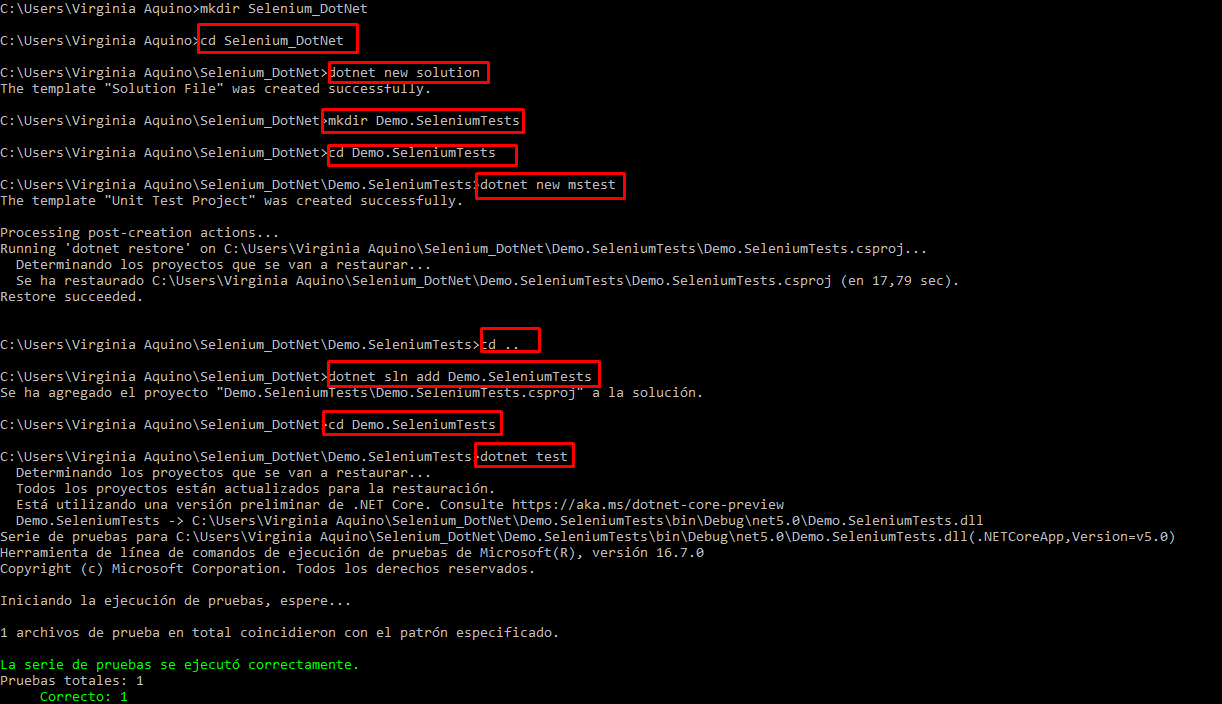 C:\Users\Virginia Aquino>mkdir Selenium_DotNet
C:\Users\Virginia Aquino>cd Selenium_DotNet
C:\Users\Virginia Aquino\Selenium_DotNet>dotnet new solution
The template "Solution File" was created successfully.
C:\Users\Virginia Aquino\Selenium_DotNet>mkdir Demo.SeleniumTests
C:\Users\Virginia Aquino\Selenium_DotNet>cd Demo.SeleniumTests
C:\Users\Virginia Aquino\Selenium_DotNet\Demo.SeleniumTests>dotnet new mstest
The template "Unit Test Project" was created successfully.
Processing post-creation actions...
Running 'dotnet restore' on C:\Users\Virginia Aquino\Selenium_DotNet\Demo.SeleniumTests\Demo.SeleniumTests.csproj...
Determinando los proyectos que se van a restaurar...
Se ha restaurado C:\Users\Virginia Aquino\Selenium_DotNet\Demo.SeleniumTests\Demo.SeleniumTests.csproj (en 17,79 sec).
Restore succeeded.
C:\Users\Virginia Aquino\Selenium_DotNet\Demo.SeleniumTests>cd ..
C:\Users\Virginia Aquino\Selenium_DotNet>dotnet sln add Demo.SeleniumTests
Se ha agregado el proyecto "Demo.SeleniumTests\Demo.SeleniumTests.csproj" a la solución.
C:\Users\Virginia Aquino\Selenium_DotNet>cd Demo.SeleniumTests
C:\Users\Virginia Aquino\Selenium_DotNet\Demo.SeleniumTests>dotnet test
Determinando los proyectos que se van a restaurar...
Todos los proyectos están actualizados para la restauración.
Está utilizando una versión preliminar de .NET Core. Consulte https://aka.ms/dotnet-core-preview
Demo.SeleniumTests -> C:\Users\Virginia Aquino\Selenium_DotNet\Demo.SeleniumTests\bin\Debug\net5.0\Demo.SeleniumTests.dll
Serie de pruebas para C:\Users\Virginia Aquino\Selenium_DotNet\Demo.SeleniumTests\bin\Debug\net5.0\Demo.SeleniumTests.dll(.NETCoreApp,Version=v5.0)
Herramienta de línea de comandos de ejecución de pruebas de Microsoft(R), versión 16.7.0
Copyright (c) Microsoft Corporation. Todos los derechos reservados.
Iniciando la ejecución de pruebas, espere...
1 archivos de prueba en total coincidieron con el patrón especificado.
La serie de pruebas se ejecutó correctamente.
Pruebas totales: 1
Correcto: 1